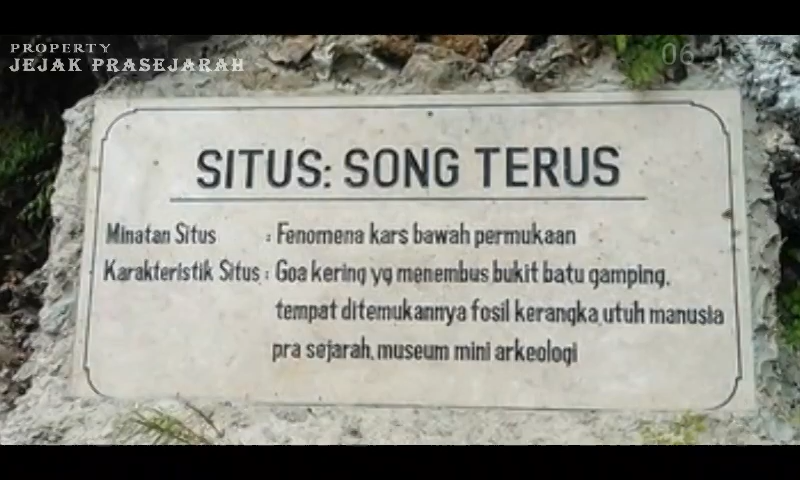 PROPERTY
JEJAK PRASEJARAH
SITUS: SONG TERUS
Minatan Situs : Fenomena kars bawah permukaan
Karakteristik Situs : Goa kering yg menembus bukit batu gamping,
tempat ditemukannya fosil kerangka utuh manusia
pra sejarah, museum mini arkeologi